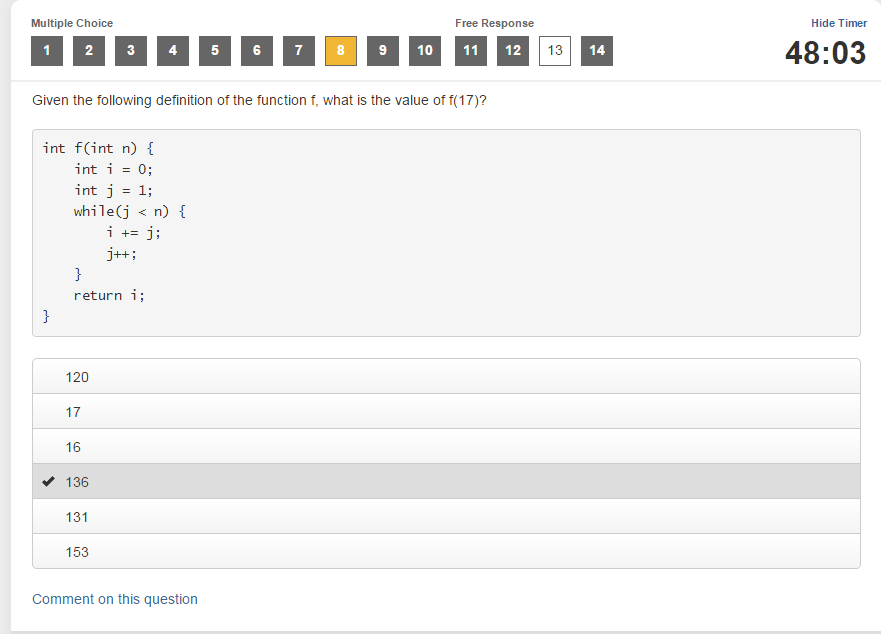 Multiple Choice Free Response Hide Timer
1 2 3 4 5 6 7 8 9 10 11 12 13 14 48:03
Given the following definition of the function f, what is the value of f(17)?
int f(int n) {
    int i = 0;
    int j = 1;
    while(j < n) {
        i += j;
        j++;
    }
    return i;
}
120
17
16
136
131
153
Comment on this question